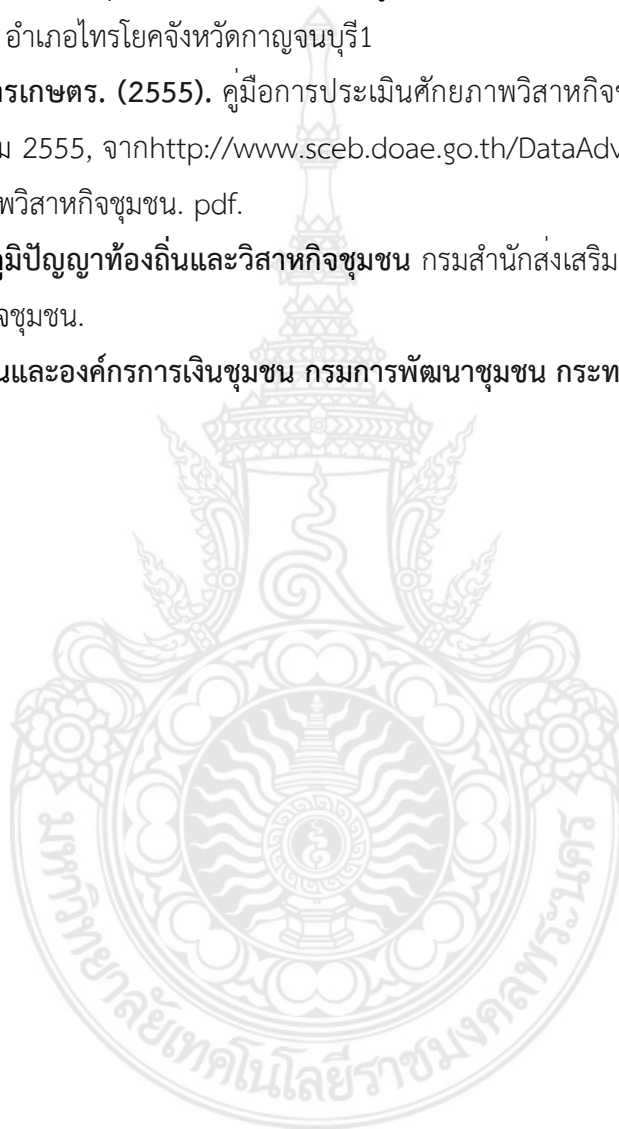 อำเภอไทรโยคจังหวัดกาญจนบุรี1
รเกษตร. (2555). คู่มือการประเมินศักยภาพวิสาหกิจช
ม 2555, จากhttp://www.sceb.doae.go.th/DataAdv
พวิสาหกิจชุมชน. pdf.
ูมิปัญญาท้องถิ่นและวิสาหกิจชุมชน กรมสำนักส่งเสริม
จชุมชน.
นและองค์กรการเงินชุมชน กรมการพัฒนาชุมชน กระท
มหาวิทยาลัยเทคโนโลยีราชมงคลพระนคร